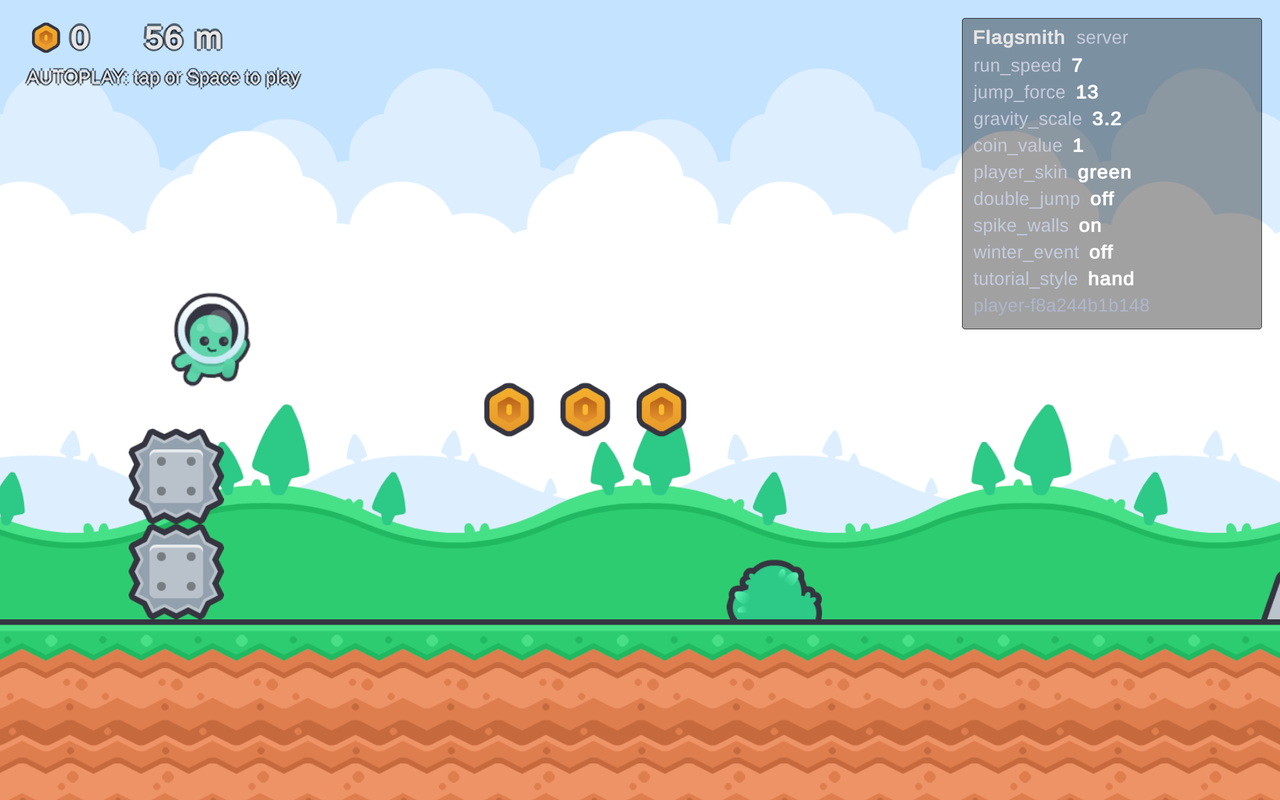 0 56 m
AUTOPLAY: tap or Space to play
Flagsmith server
run_speed 7
jump_force 13
gravity_scale 3.2
coin_value 1
player_skin green
double_jump off
spike_walls on
winter_event off
tutorial_style hand
player-f8a244b1b148